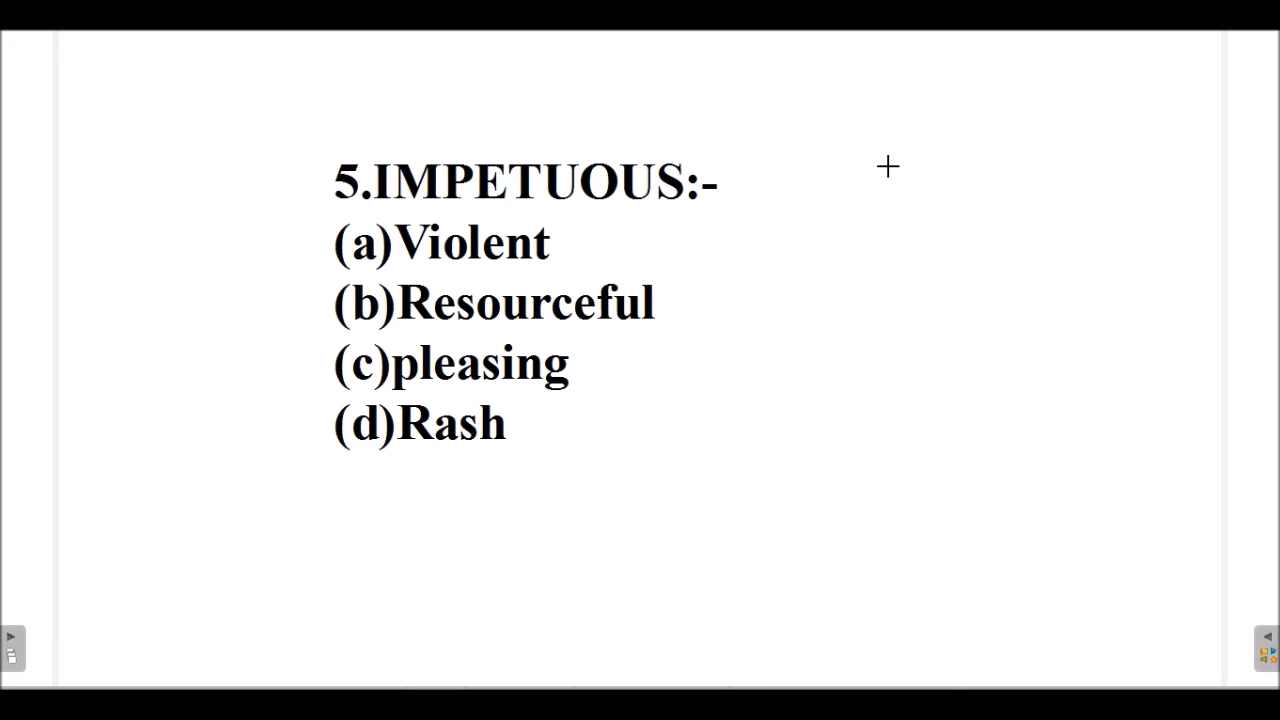 5.IMPETUOUS:-
(a)Violent
(b)Resourceful
(c)pleasing
(d)Rash